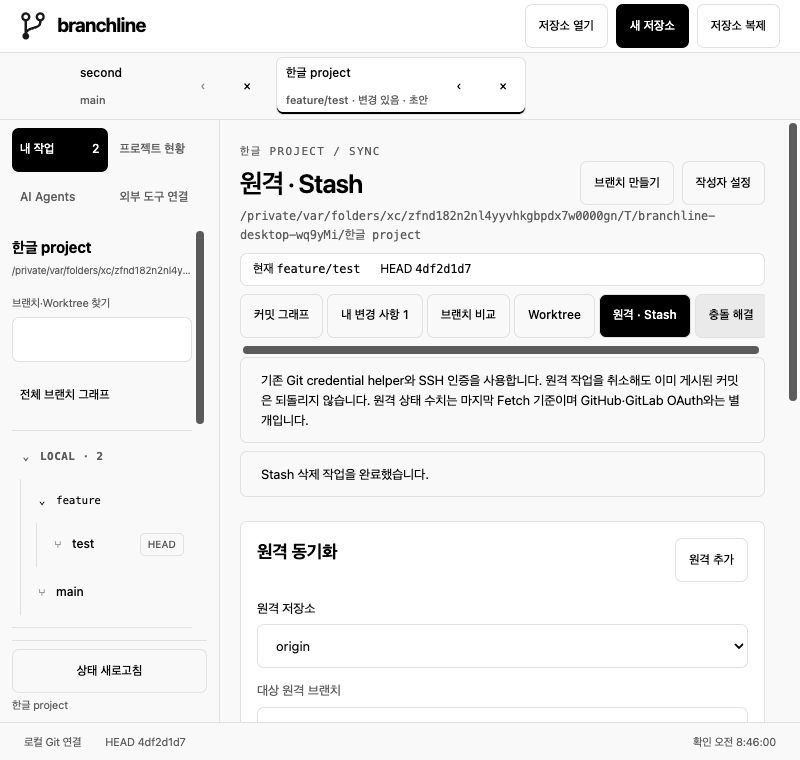 branchline
저장소 열기
새 저장소
저장소 복제
second
main
‹
×
한글 project
feature/test · 변경 있음 · 초안
‹
×
내 작업 2
프로젝트 현황
AI Agents
외부 도구 연결
한글 project
/private/var/folders/xc/zfnd182n2nl4y...
브랜치·Worktree 찾기
전체 브랜치 그래프
LOCAL · 2
feature
test HEAD
main
상태 새로고침
한글 project
한글 PROJECT / SYNC
원격 · Stash
브랜치 만들기
작성자 설정
/private/var/folders/xc/zfnd182n2nl4yyvhkgbpdx7w0000gn/T/branchline-
desktop-wq9yMi/한글 project
현재 feature/test HEAD 4df2d1d7
커밋 그래프
내 변경 사항 1
브랜치 비교
Worktree
원격 · Stash
충돌 해결
기존 Git credential helper와 SSH 인증을 사용합니다. 원격 작업을 취소해도 이미 게시된 커밋
은 되돌리지 않습니다. 원격 상태 수치는 마지막 Fetch 기준이며 GitHub·GitLab OAuth와는 별
개입니다.
Stash 삭제 작업을 완료했습니다.
원격 동기화
원격 추가
원격 저장소
origin
대상 원격 브랜치
로컬 Git 연결
HEAD 4df2d1d7
확인 오전 8:46:00